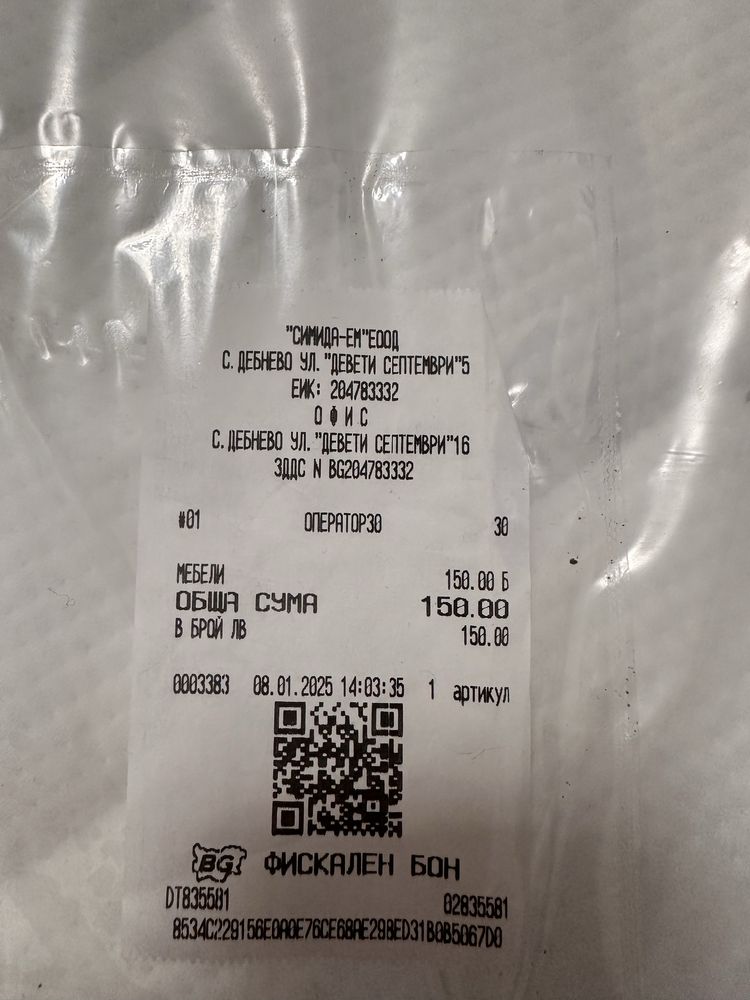 "СИМИДА-ЕМ"ЕООД
С. ДЕБНЕВО УЛ. "ДЕВЕТИ СЕПТЕМВРИ"5
ЕИК: 204783332
О Ф И С
С. ДЕБНЕВО УЛ. "ДЕВЕТИ СЕПТЕМВРИ"16
ЗДДС N BG204783332
#01 ОПЕРАТОР30 30
МЕБЕЛИ 150.00 Б
ОБЩА СУМА 150.00
В БРОЙ ЛВ 150.00
0003383 08.01.2025 14:03:35 1 артикул
BG ФИСКАЛЕН БОН
DT835581 02835581
8534C229156E0A0E76CE68AE298ED31B0B5067D0